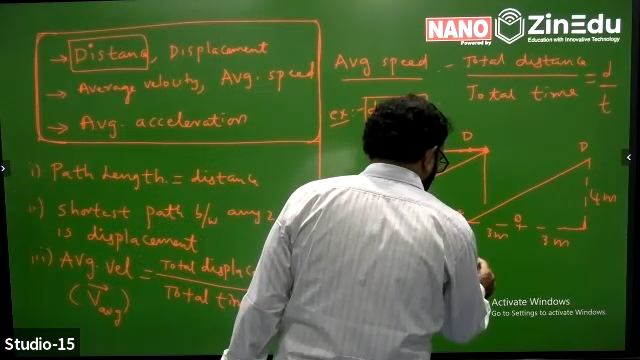 NANO
Powered by
ZinEdu
Education with Innovative Technology
→ Distance, Displacement
→ Average velocity, Avg. speed
→ Avg. acceleration
i) Path Length = distance
ii) Shortest path b/w any 2
is displacement
iii) Avg. vel = Total displac
Total
(V⃗avg)
Avg speed - Total distance
Total time
= d
t
ex:-
D
D
4m
3m
3m
Activate Windows
Go to Settings to activate Windows.
Studio-15